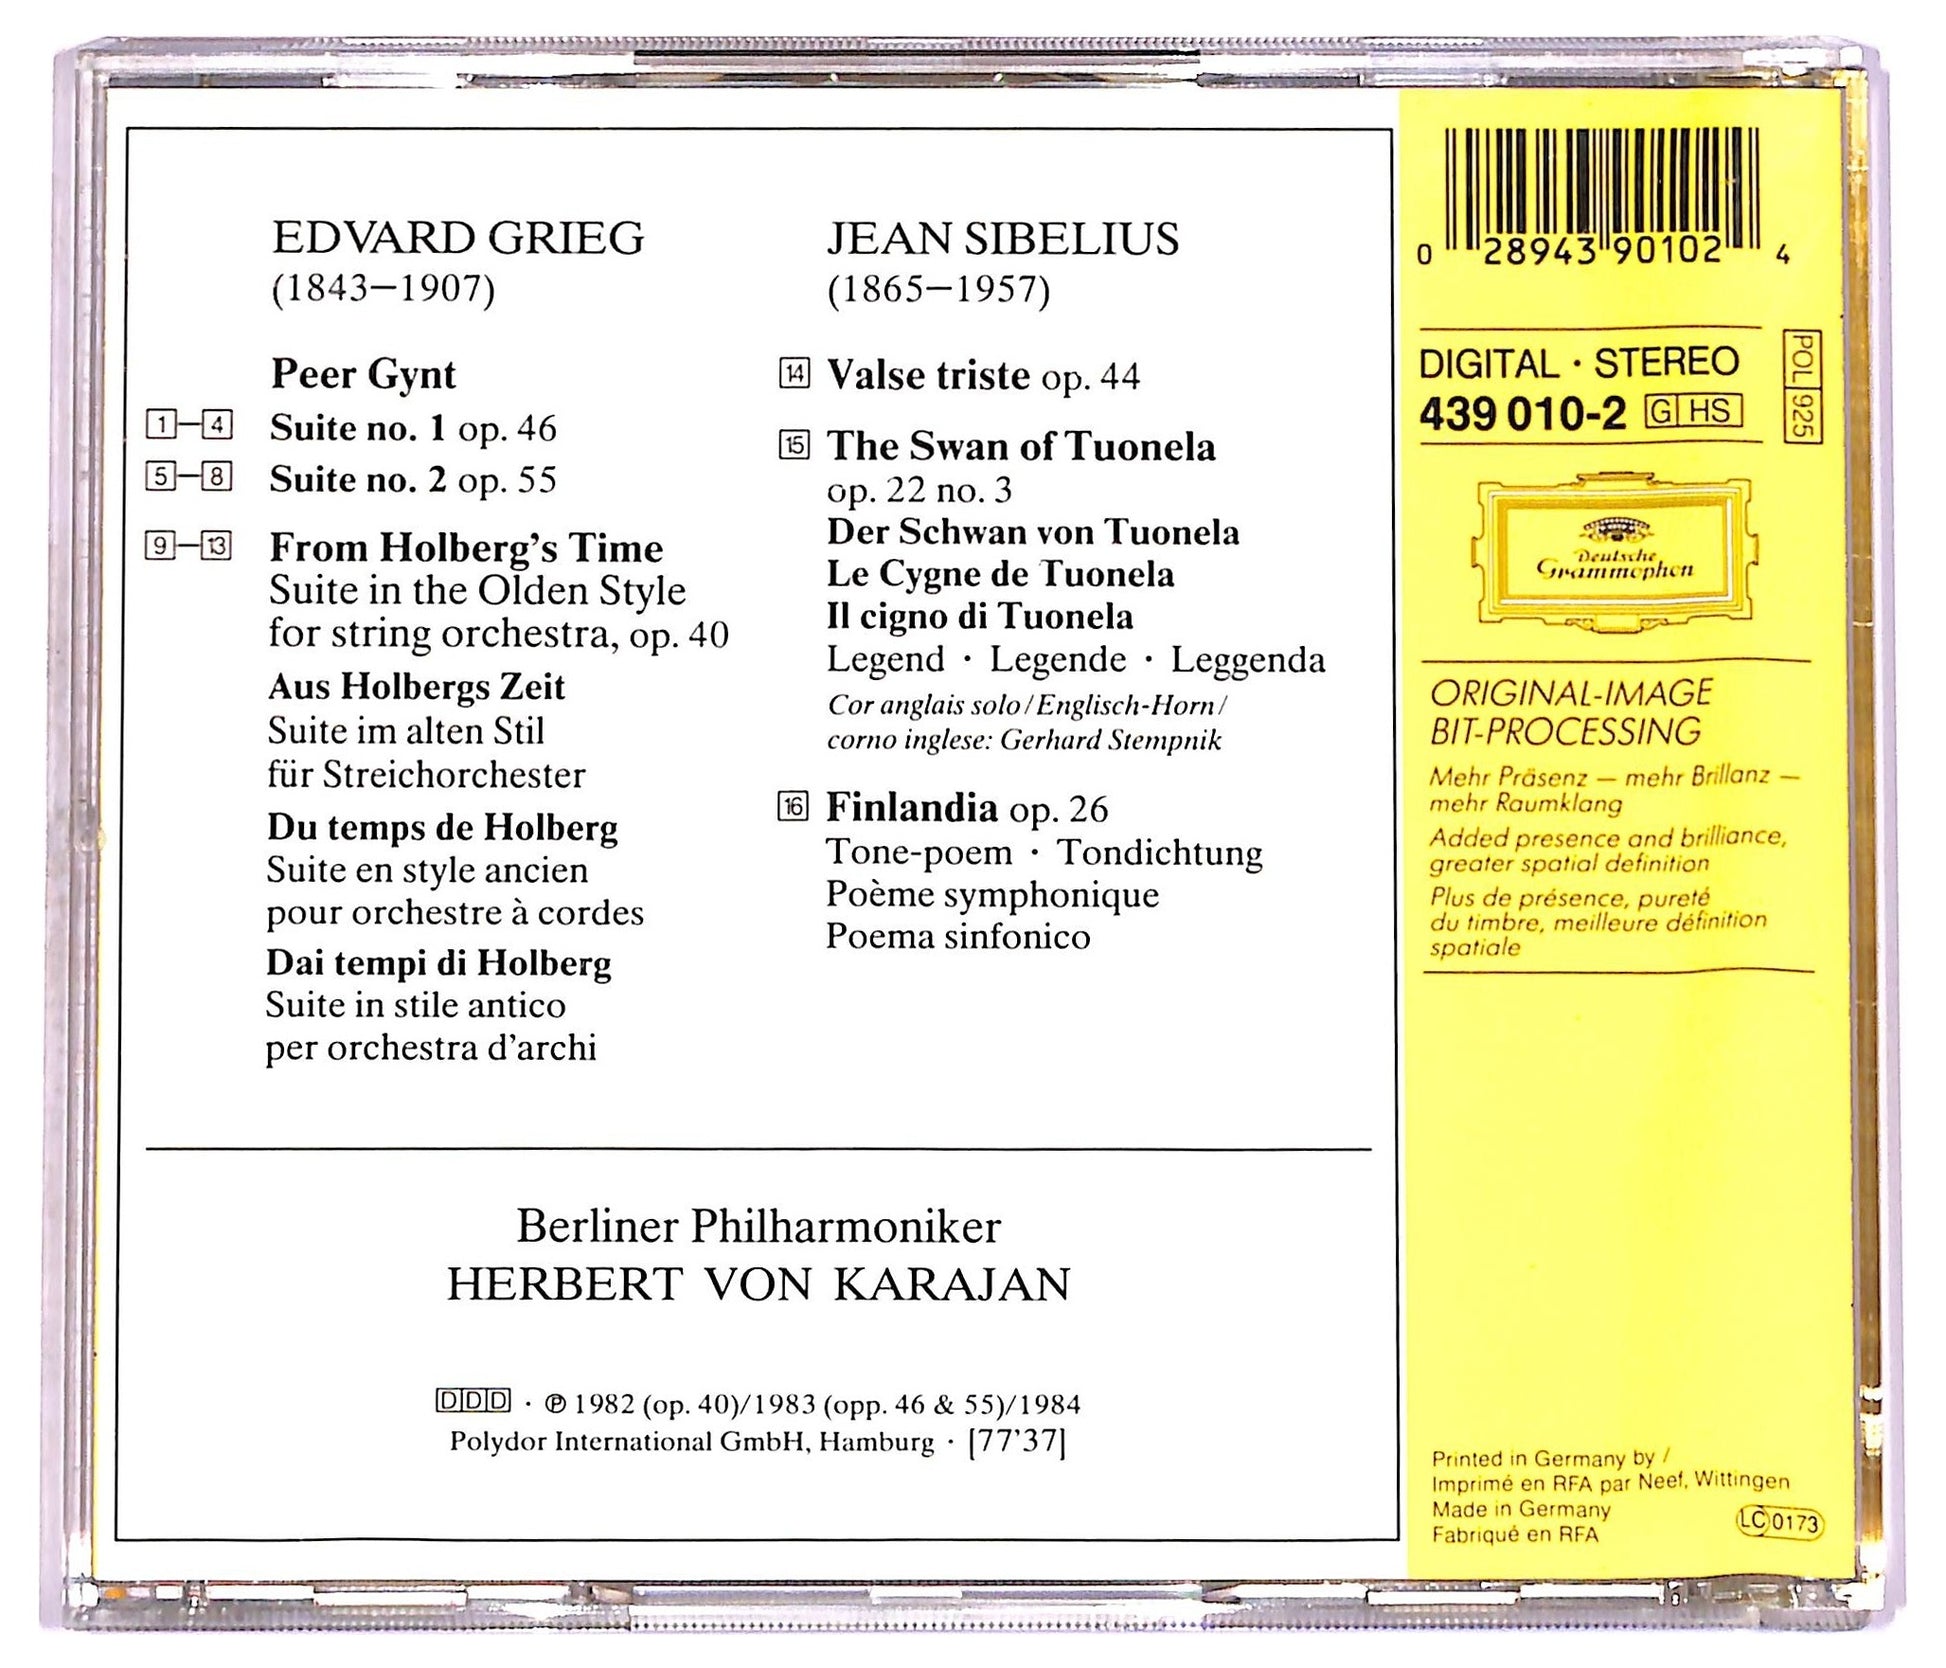 EDVARD GRIEG
(1843–1907)
Peer Gynt
1–4 Suite no. 1 op. 46
5–8 Suite no. 2 op. 55
9–13 From Holberg's Time
Suite in the Olden Style
for string orchestra, op. 40
Aus Holbergs Zeit
Suite im alten Stil
für Streichorchester
Du temps de Holberg
Suite en style ancien
pour orchestre à cordes
Dai tempi di Holberg
Suite in stile antico
per orchestra d'archi
JEAN SIBELIUS
(1865–1957)
14 Valse triste op. 44
15 The Swan of Tuonela
op. 22 no. 3
Der Schwan von Tuonela
Le Cygne de Tuonela
Il cigno di Tuonela
Legend · Legende · Leggenda
Cor anglais solo/Englisch-Horn/
corno inglese: Gerhard Stempnik
16 Finlandia op. 26
Tone-poem · Tondichtung
Poème symphonique
Poema sinfonico
Berliner Philharmoniker
HERBERT VON KARAJAN
DDD · ℗ 1982 (op. 40)/1983 (opp. 46 & 55)/1984
Polydor International GmbH, Hamburg · [77'37]
0 28943 90102 4
DIGITAL · STEREO
439 010-2 G HS
POL 925
Deutsche
Grammophon
ORIGINAL-IMAGE
BIT-PROCESSING
Mehr Präsenz – mehr Brillanz –
mehr Raumklang
Added presence and brilliance,
greater spatial definition
Plus de présence, pureté
du timbre, meilleure définition
spatiale
Printed in Germany by /
Imprimé en RFA par Neef, Wittingen
Made in Germany
Fabriqué en RFA
LC 0173